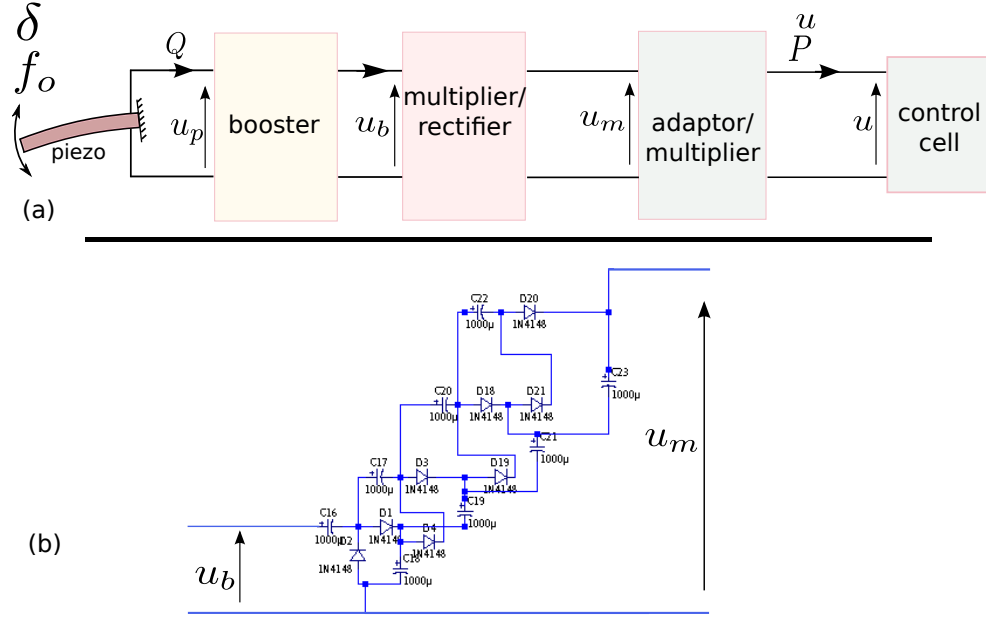 δ
f_o
Q
u_p
piezo
booster
u_b
multiplier/
rectifier
u_m
adaptor/
multiplier
u
P
u
control
cell
(a)
C22
1000µ
D20
1N4148
C23
1000µ
C20
1000µ
D18
1N4148
D21
1N4148
C21
1000µ
C17
1000µ
D3
1N4148
D19
1N4148
C19
1000µ
C16
1000µ
D1
1N4148
D2
1N4148
D4
1N4148
C18
1000µ
u_b
u_m
(b)